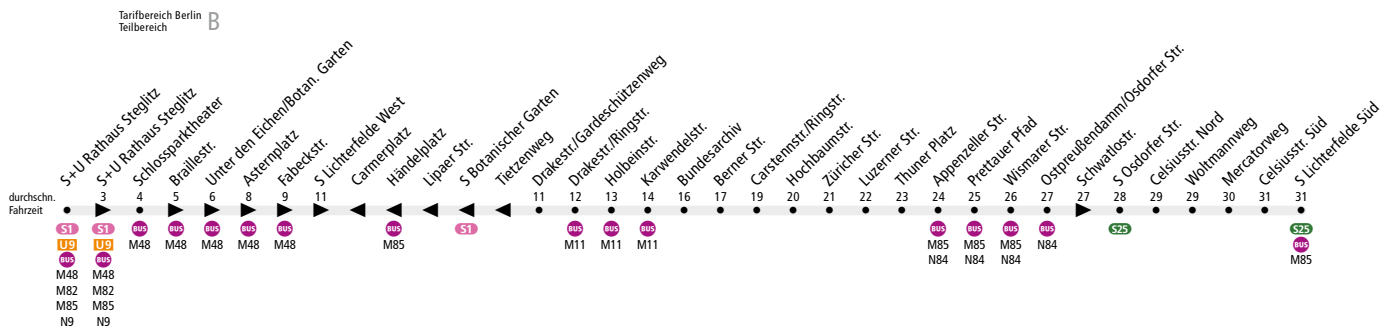 Tarifbereich Berlin
Teilbereich
B
S+U Rathaus Steglitz
S+U Rathaus Steglitz
Schlossparktheater
Braillestr.
Unter den Eichen/Botan. Garten
Asternplatz
Fabeckstr.
S Lichterfelde West
Carmerplatz
Händelplatz
Lipaer Str.
S Botanischer Garten
Tietzenweg
Drakestr/Gardeschützenweg
Drakestr./Ringstr.
Holbeinstr.
Karwendelstr.
Bundesarchiv
Berner Str.
Carstennstr./Ringstr.
Hochbaumstr.
Züricher Str.
Luzerner Str.
Thuner Platz
Appenzeller Str.
Prettauer Pfad
Wismarer Str.
Ostpreußendamm/Osdorfer Str.
Schwatlostr.
S Osdorfer Str.
Celsiusstr. Nord
Woltmannweg
Mercatorweg
Celsiusstr. Süd
S Lichterfelde Süd
durchschn. 3 4 5 6 8 9 11 11 12 13 14 16 17 19 20 21 22 23 24 25 26 27 27 28 29 29 30 31 31
Fahrzeit
S1 S1 BUS BUS BUS BUS BUS BUS S1 BUS BUS BUS BUS BUS BUS BUS S25 S25
U9 U9 M48 M48 M48 M48 M48 M85 M11 M11 M11 M85 M85 M85 N84 BUS
BUS BUS N84 N84 N84 M85
M48 M48
M82 M82
M85 M85
N9 N9